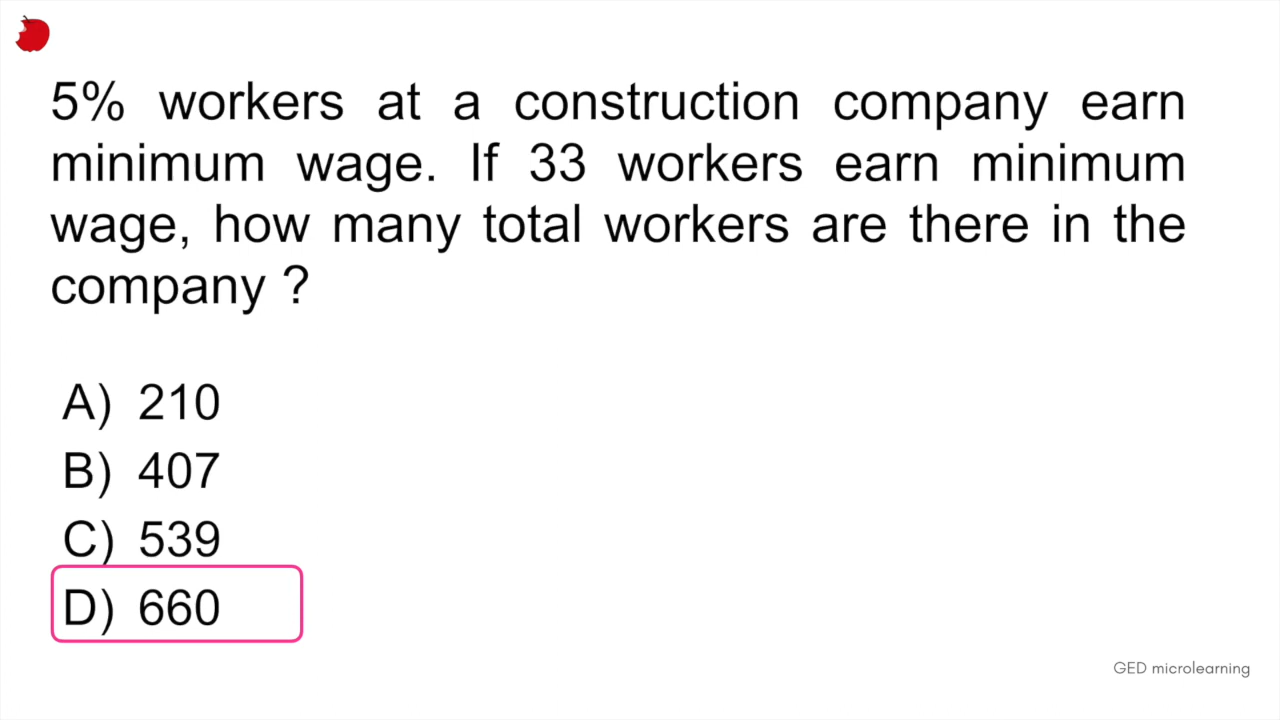 5% workers at a construction company earn
minimum wage. If 33 workers earn minimum
wage, how many total workers are there in the
company ?
A) 210
B) 407
C) 539
D) 660
GED microlearning